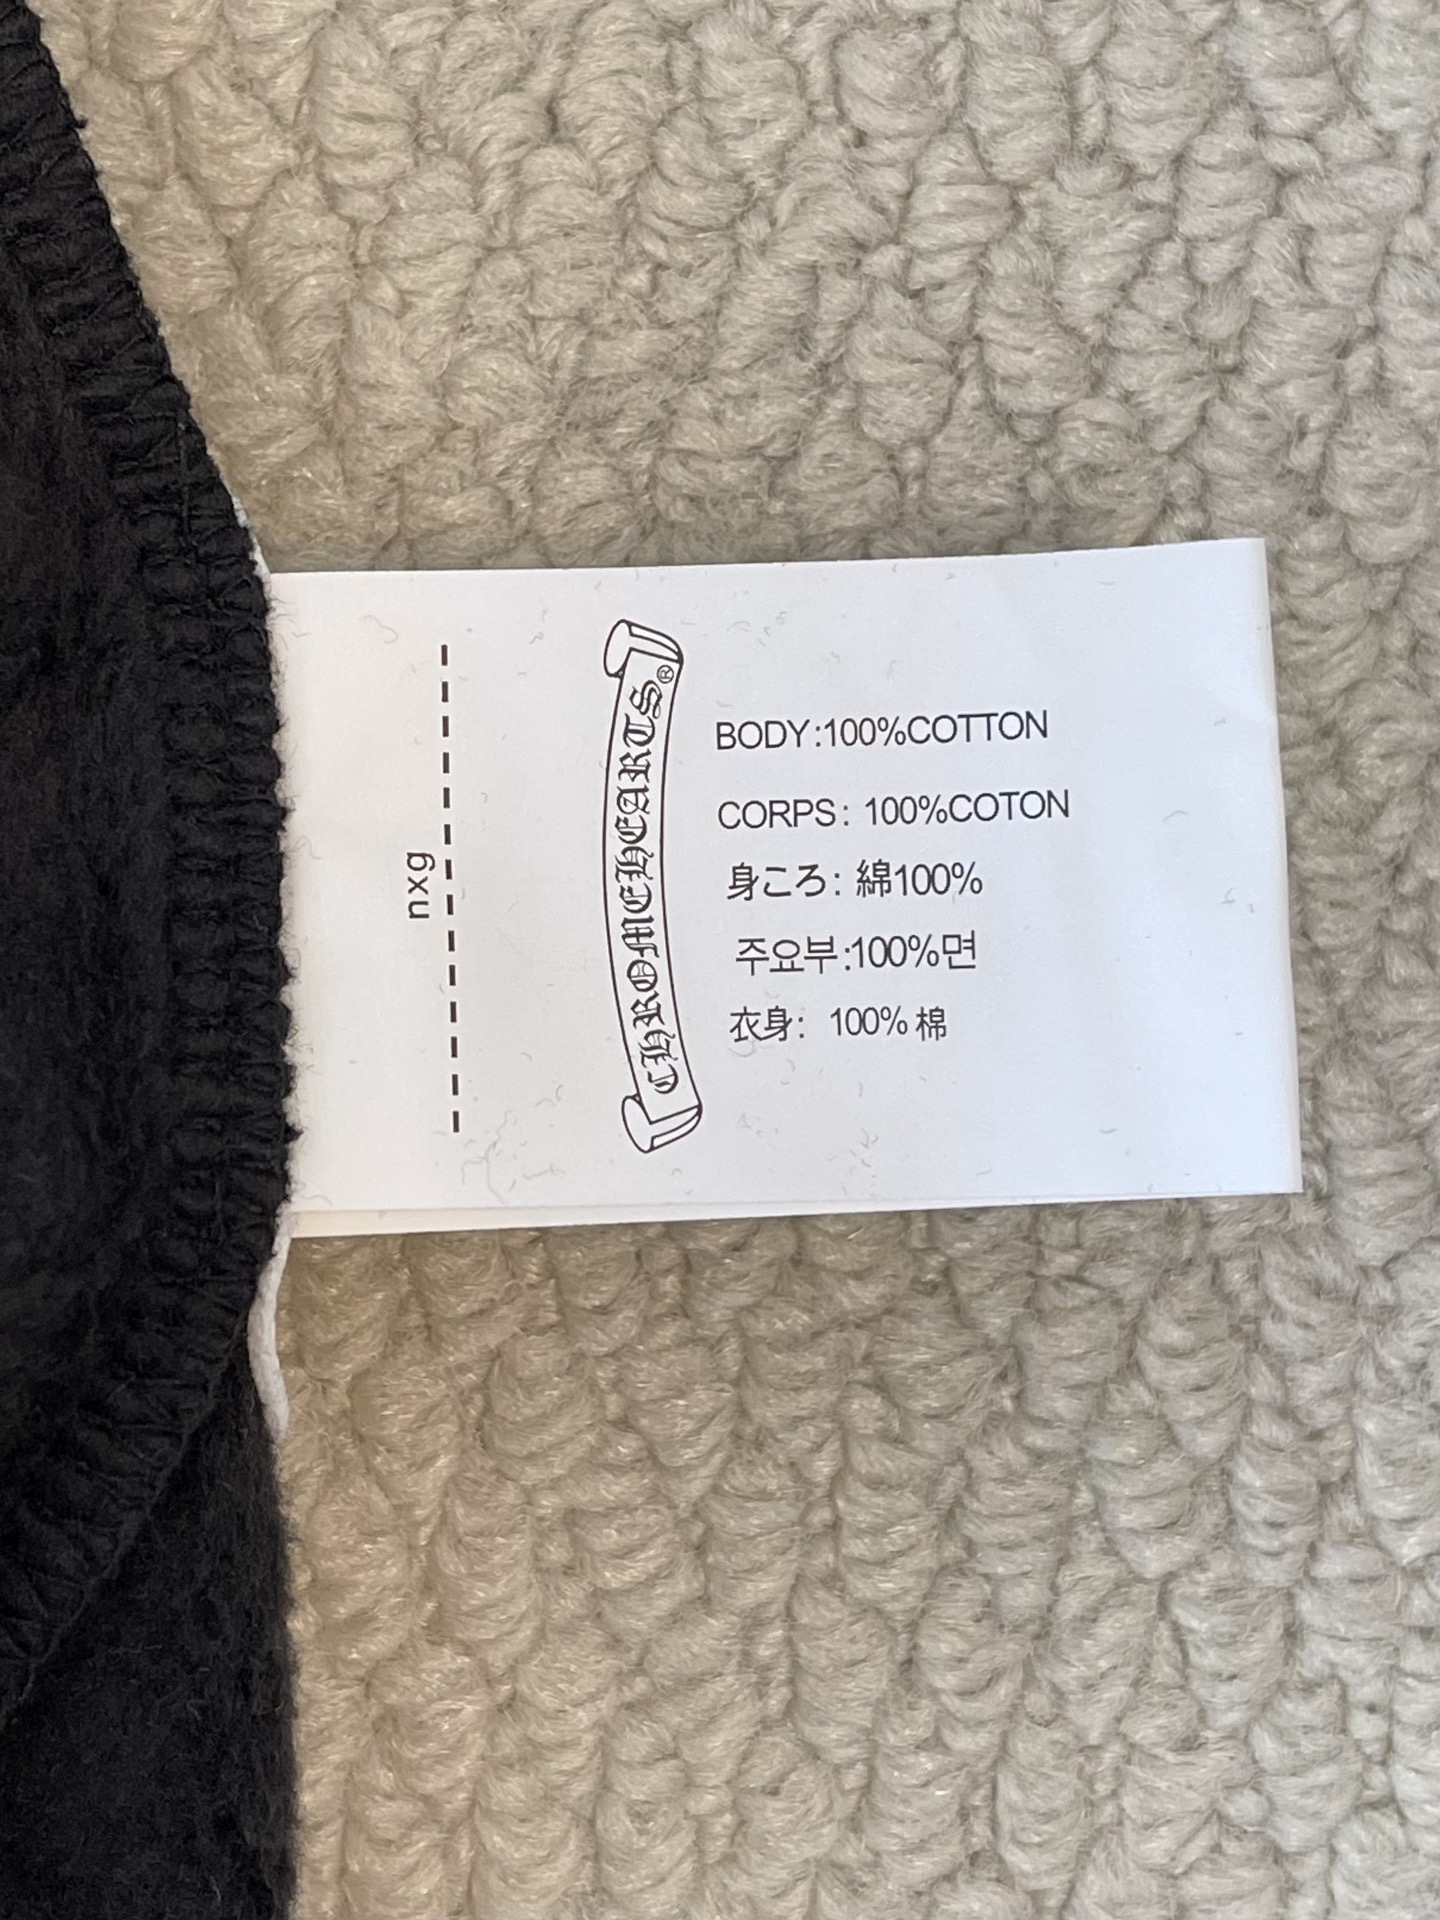 nxg
CHROME HEARTS®
BODY:100%COTTON
CORPS: 100%COTON
身ころ: 綿100%
주요부:100%면
衣身: 100% 棉